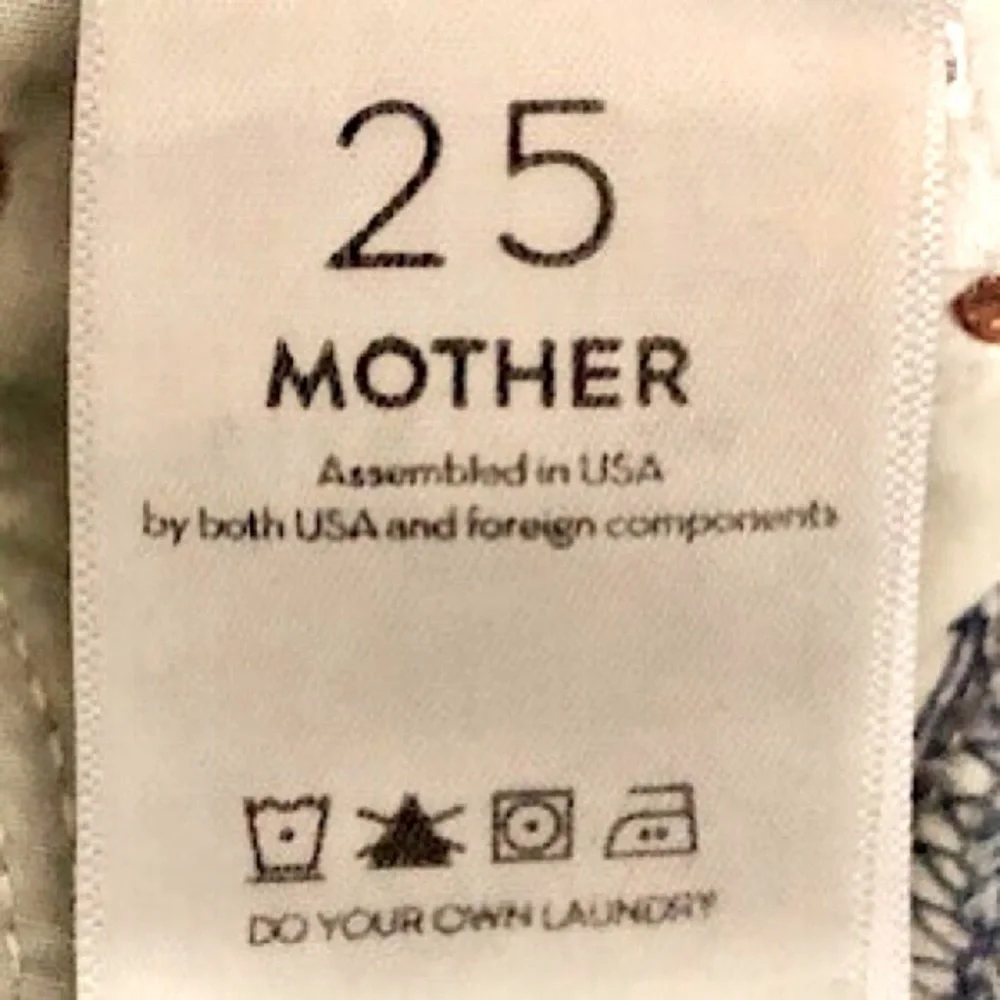 25
MOTHER
Assembled in USA
by both USA and foreign components
DO YOUR OWN LAUNDRY